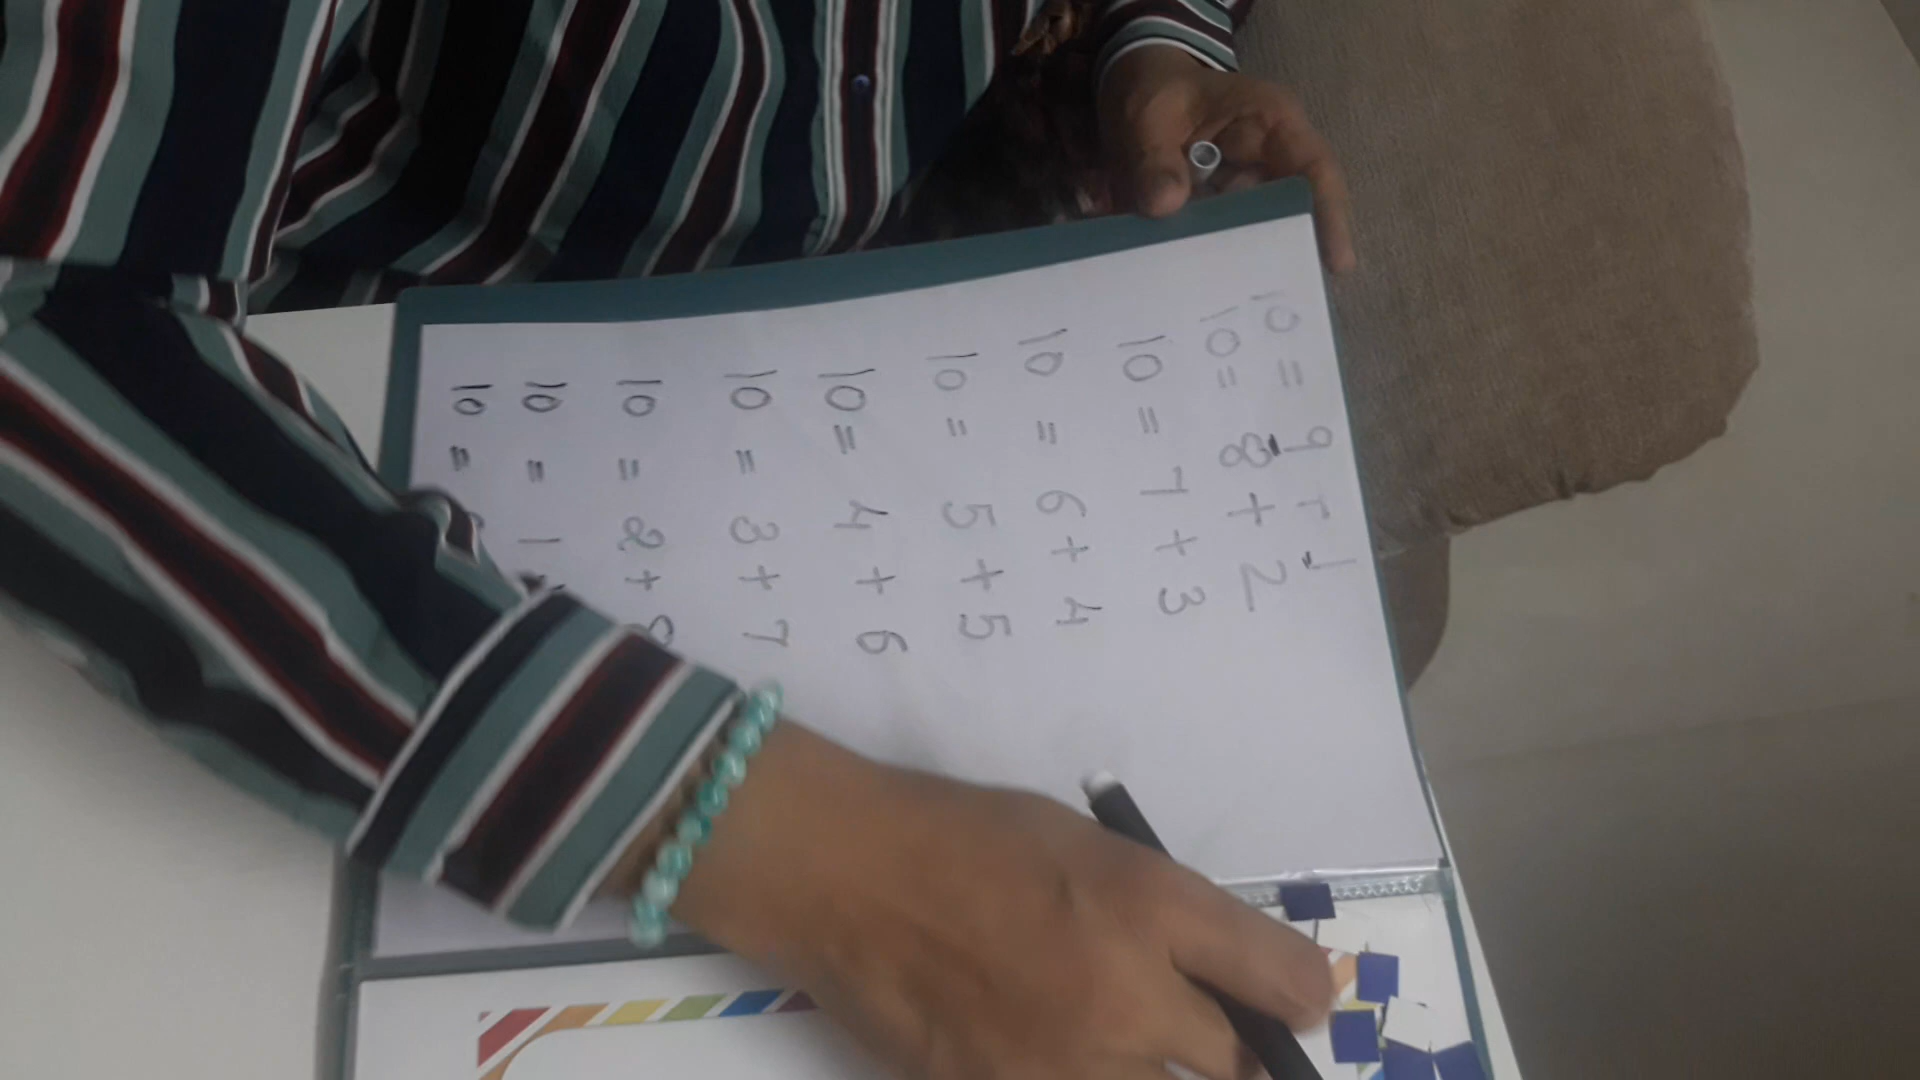 10 = 9 + 1
10 = 8 + 2
10 = 7 + 3
10 = 6 + 4
10 = 5 + 5
10 = 4 + 6
10 = 3 + 7
10 = 2 + 8
10 = 1
10 =